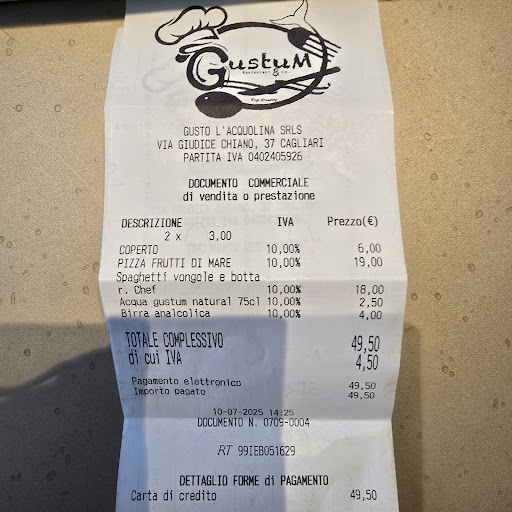 GustuM
RESTAURANT & CO.
Top Quality
GUSTO L'ACQUOLINA SRLS
VIA GIUDICE CHIANO, 37 CAGLIARI
PARTITA IVA 0402405926
DOCUMENTO COMMERCIALE
di vendita o prestazione
DESCRIZIONE IVA Prezzo(€)
2 x 3,00
COPERTO 10,00% 6,00
PIZZA FRUTTI DI MARE 10,00% 19,00
Spaghetti vongole e botta
r. Chef 10,00% 18,00
Acqua gustum natural 75cl 10,00% 2,50
Birra analcolica 10,00% 4,00
TOTALE COMPLESSIVO 49,50
di cui IVA 4,50
Pagamento elettronico 49,50
Importo pagato 49,50
10-07-2025 14:25
DOCUMENTO N. 0709-0004
RT 99IEB051629
DETTAGLIO FORME di PAGAMENTO
Carta di credito 49,50